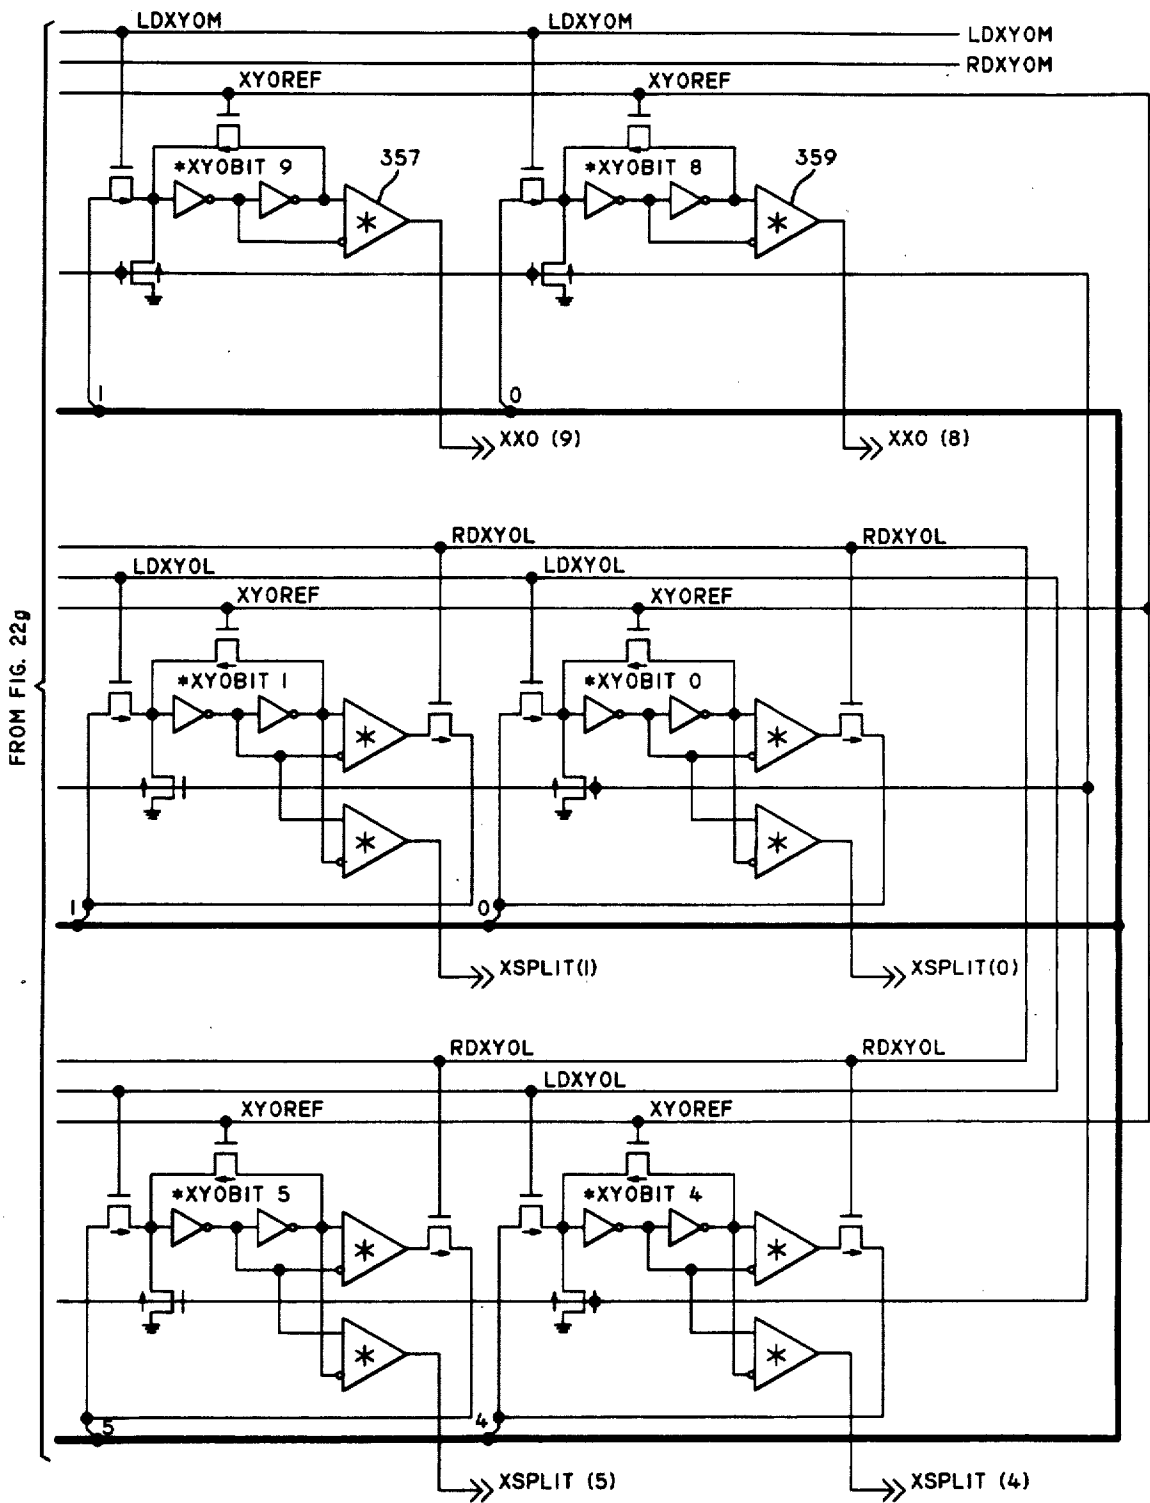 LDXYOM LDXYOM LDXYOM
RDXYOM
XYOREF XYOREF
*XYOBIT 9 357 *XYOBIT 8 359
* *
1 0
XXO (9) XXO (8)
RDXYOL RDXYOL
LDXYOL LDXYOL
XYOREF XYOREF
FROM FIG. 22g
*XYOBIT 1 *XYOBIT 0
* *
* *
1 0
XSPLIT(1) XSPLIT(0)
RDXYOL RDXYOL
LDXYOL
XYOREF XYOREF
*XYOBIT 5 *XYOBIT 4
* *
* *
5 4
XSPLIT (5) XSPLIT (4)